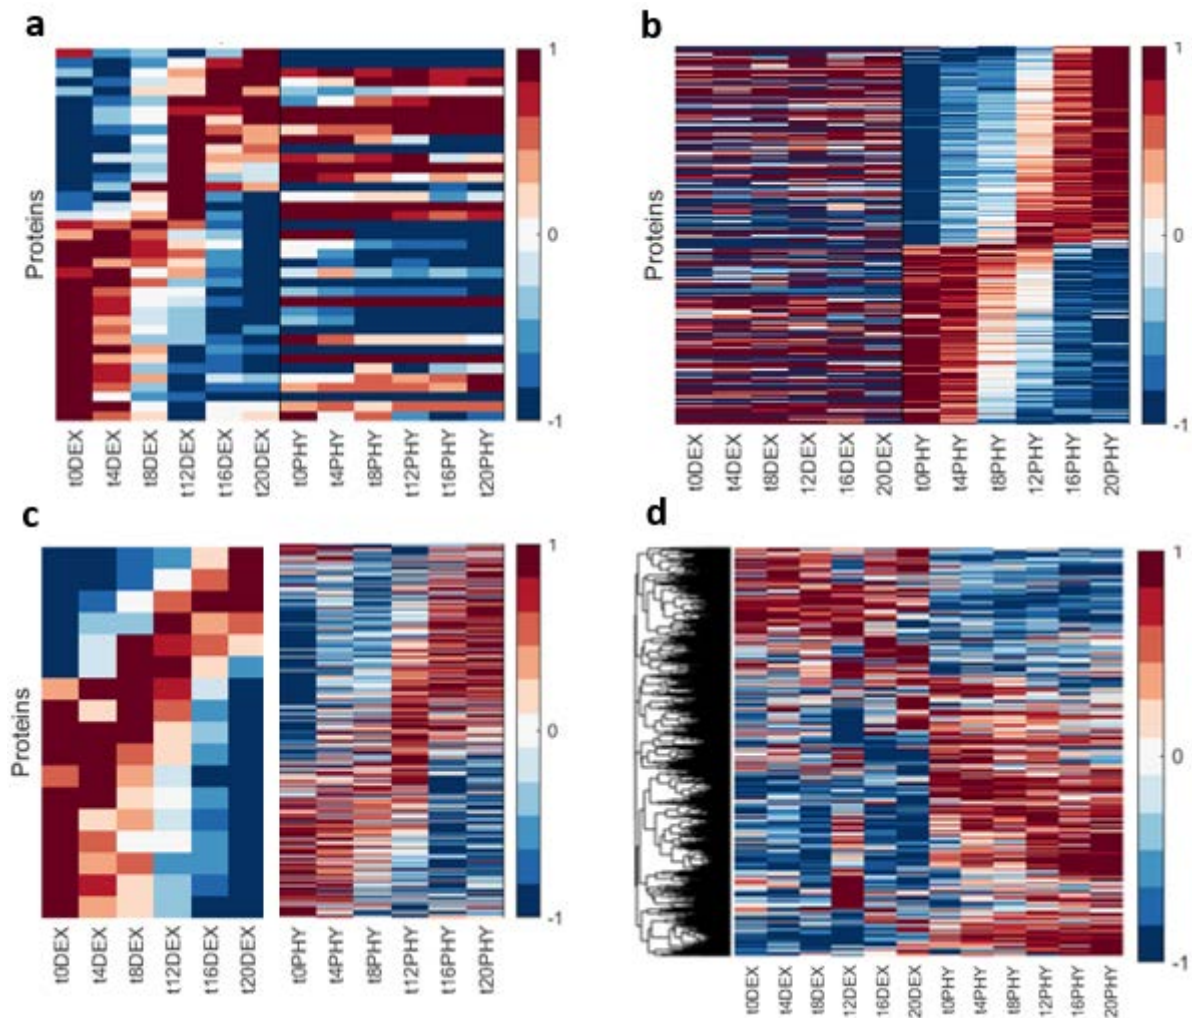 a
1
0
-1
Proteins
t0DEX
t4DEX
t8DEX
t12DEX
t16DEX
t20DEX
t0PHY
t4PHY
t8PHY
t12PHY
t16PHY
t20PHY
b
1
0
-1
Proteins
t0DEX
t4DEX
t8DEX
12DEX
16DEX
20DEX
t0PHY
t4PHY
t8PHY
12PHY
16PHY
20PHY
c
1
0
-1
Proteins
t0DEX
t4DEX
t8DEX
t12DEX
t16DEX
t20DEX
t0PHY
t4PHY
t8PHY
t12PHY
t16PHY
t20PHY
d
1
0
-1
t0DEX
t4DEX
t8DEX
12DEX
16DEX
20DEX
t0PHY
t4PHY
t8PHY
12PHY
16PHY
20PHY